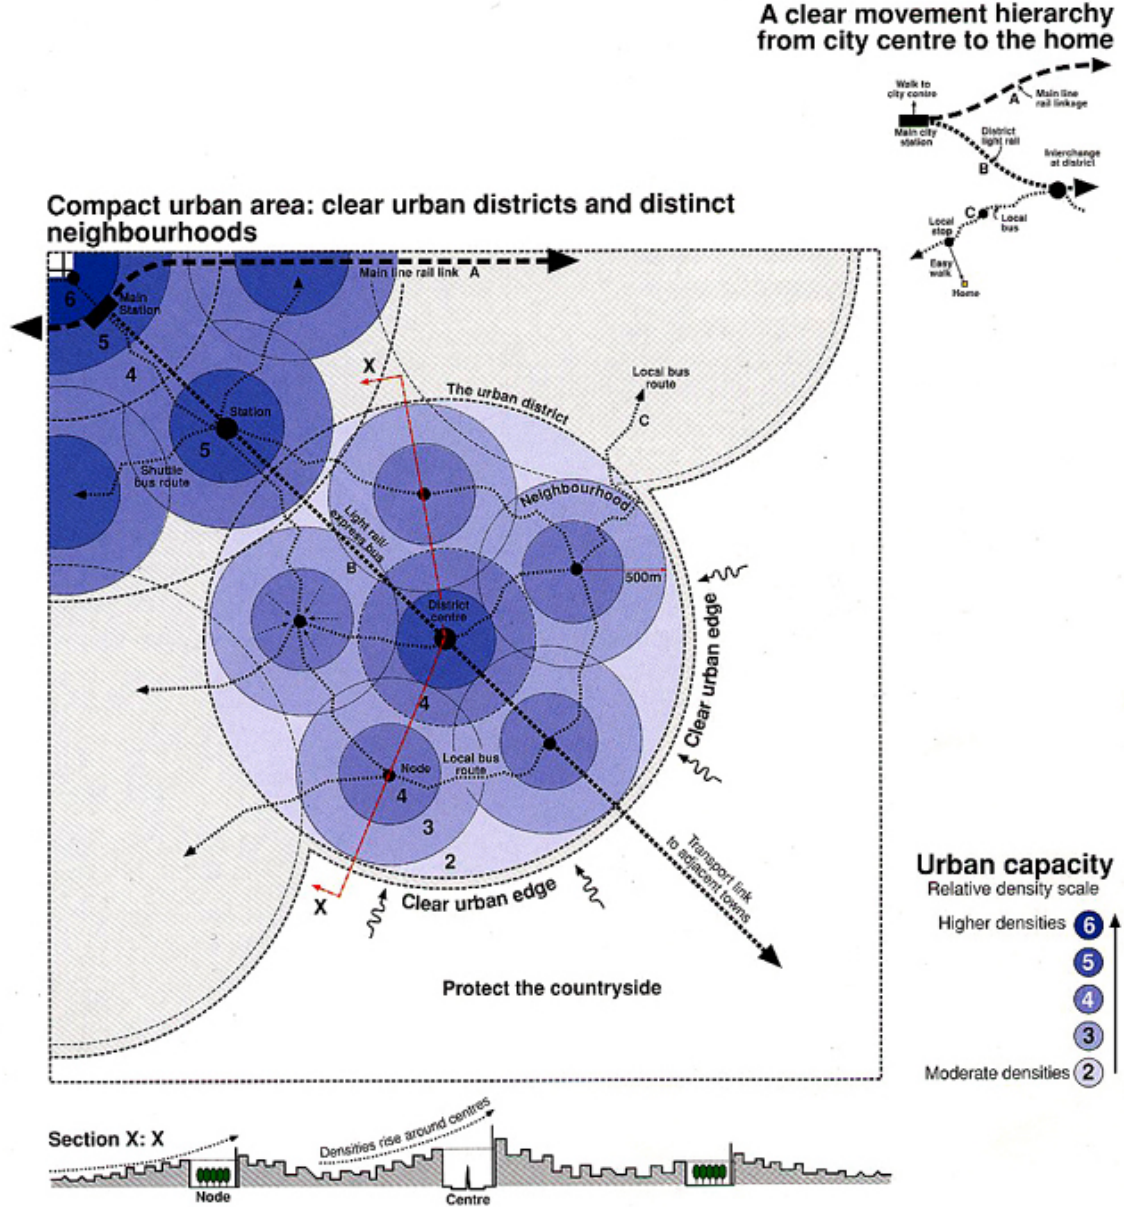 A clear movement hierarchy
from city centre to the home
Walk to
city centre
A
Main line
rail linkage
Main city
station
District
light rail
B
Interchange
at district
C
Local
bus
Local
stop
Easy
walk
Home
Compact urban area: clear urban districts and distinct
neighbourhoods
Main line rail link A
6
Main
Station
5
4
X
Local bus
route
The urban district
C
Station
5
Shuttle
bus route
Neighbourhood
Light rail/
express bus
B
500m
District
centre
Clear urban edge
4
Local bus
route
Node
4
3
2
Transport link
to adjacent towns
X
Clear urban edge
Protect the countryside
Urban capacity
Relative density scale
Higher densities 6
5
4
3
Moderate densities 2
Section X: X
Densities rise around centres
Node
Centre